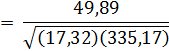 = 49,89 / √(17,32)(335,17)